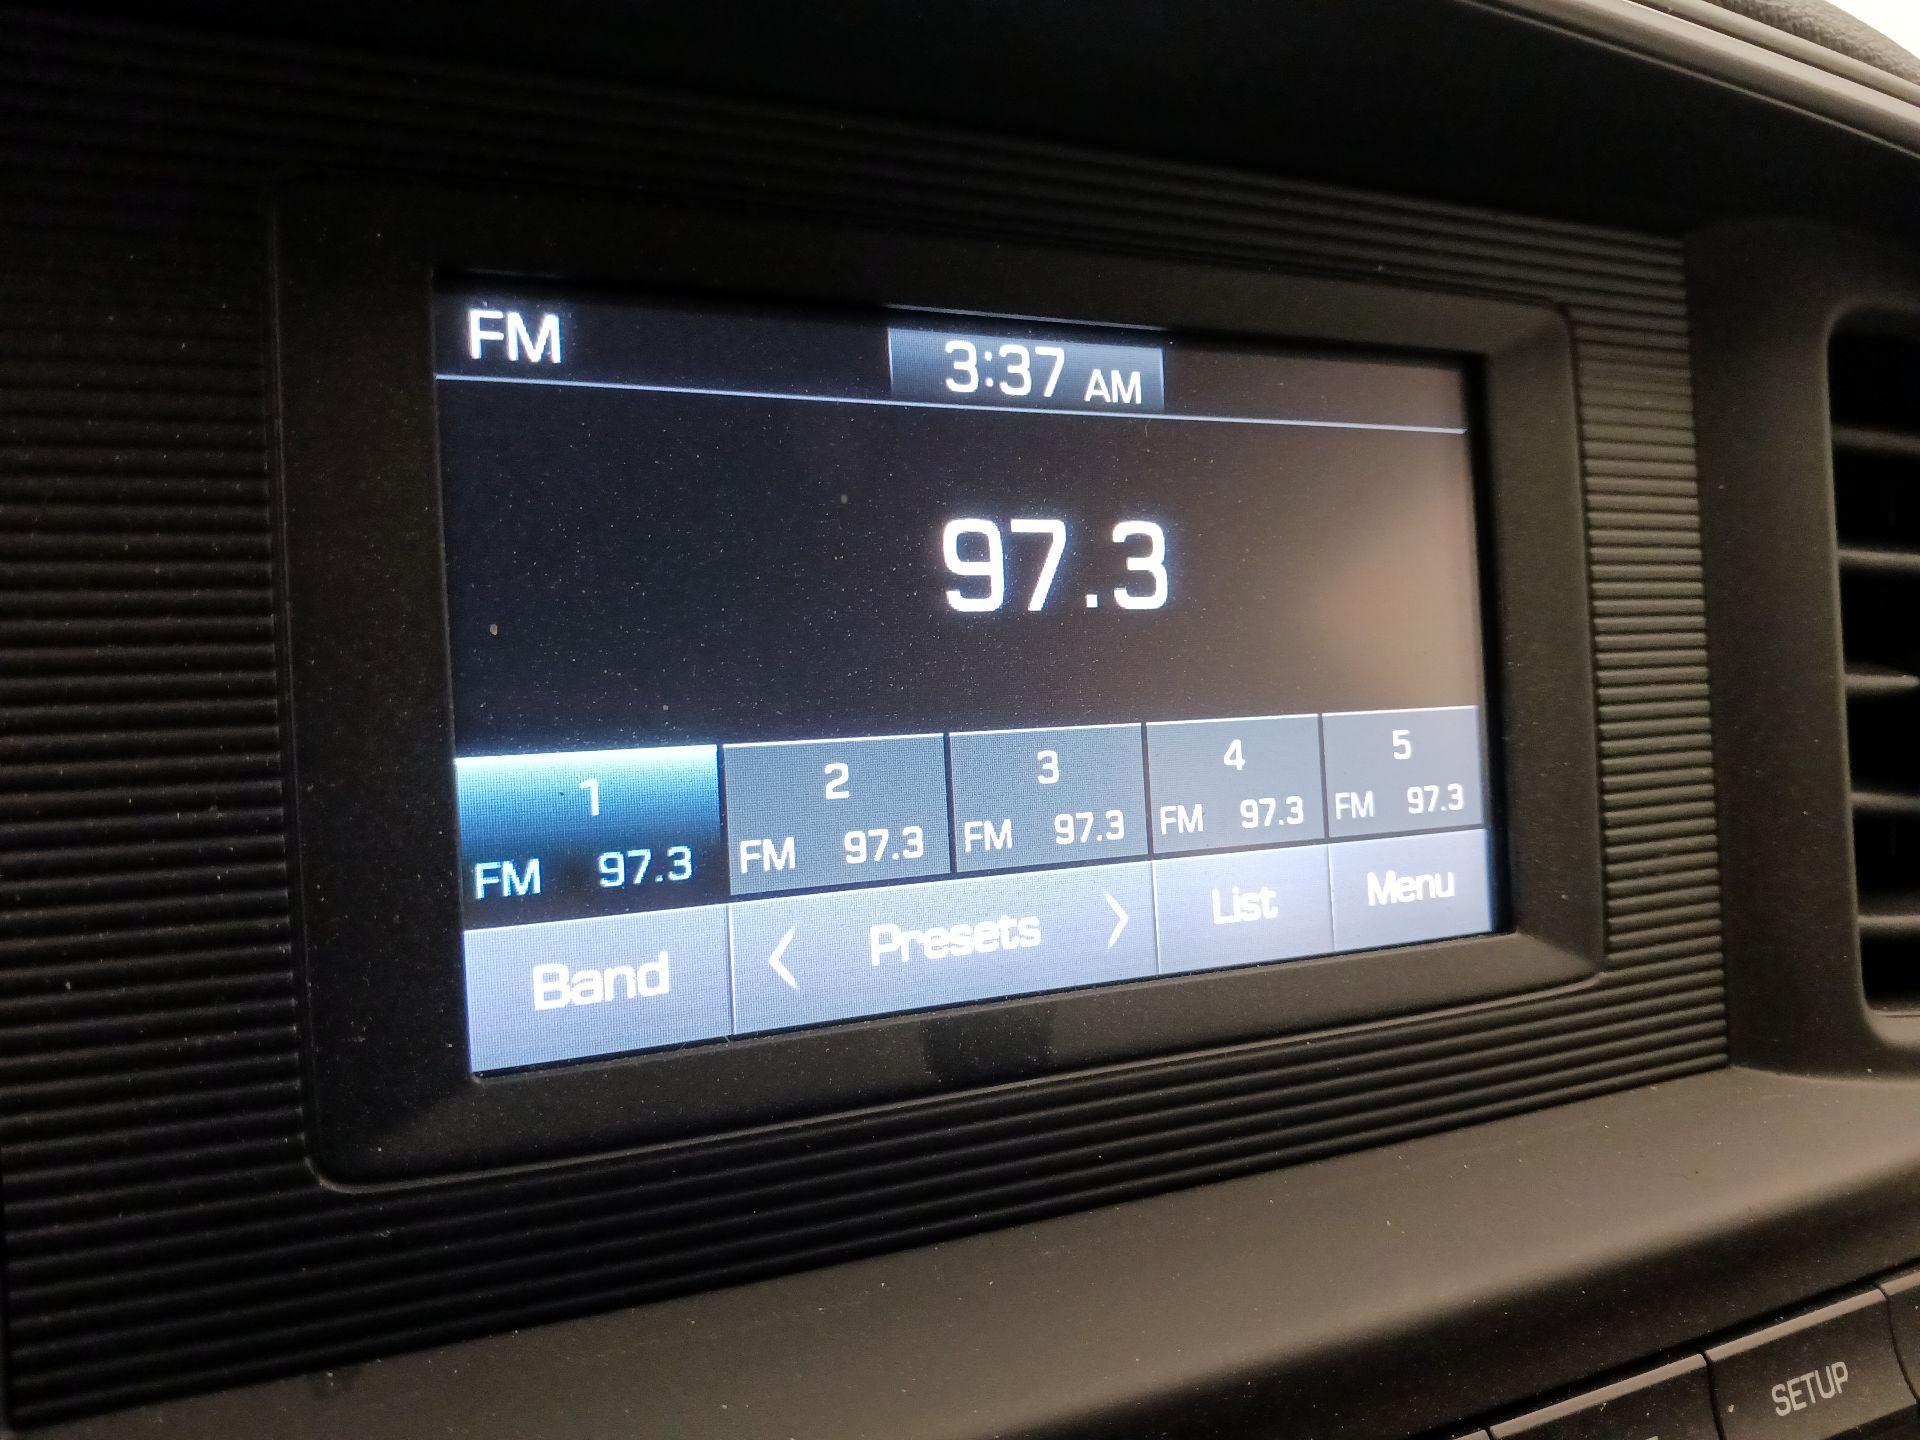 FM 3:37 AM
97.3
1 2 3 4 5
FM 97.3 FM 97.3 FM 97.3 FM 97.3 FM 97.3
Band < Presets > List Menu
SETUP